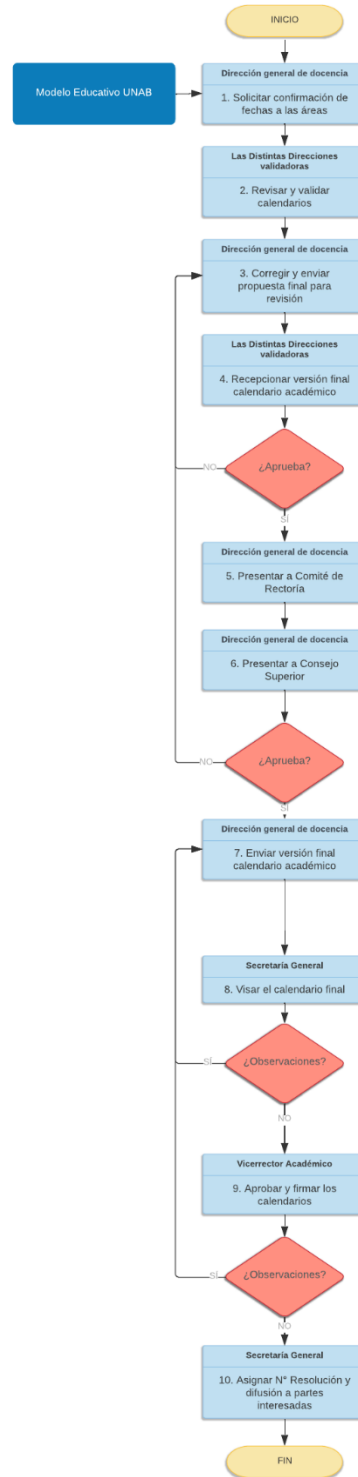 INICIO
Modelo Educativo UNAB
Dirección general de docencia
1. Solicitar confirmación de
fechas a las áreas
Las Distintas Direcciones
validadoras
2. Revisar y validar
calendarios
Dirección general de docencia
3. Corregir y enviar
propuesta final para
revisión
Las Distintas Direcciones
validadoras
4. Recepcionar versión final
calendario académico
¿Aprueba?
NO
SÍ
Dirección general de docencia
5. Presentar a Comité de
Rectoría
Dirección general de docencia
6. Presentar a Consejo
Superior
¿Aprueba?
NO
SÍ
Dirección general de docencia
7. Enviar versión final
calendario académico
Secretaría General
8. Visar el calendario final
¿Observaciones?
SÍ
NO
Vicerrector Académico
9. Aprobar y firmar los
calendarios
¿Observaciones?
SÍ
NO
Secretaría General
10. Asignar N° Resolución y
difusión a partes
interesadas
FIN